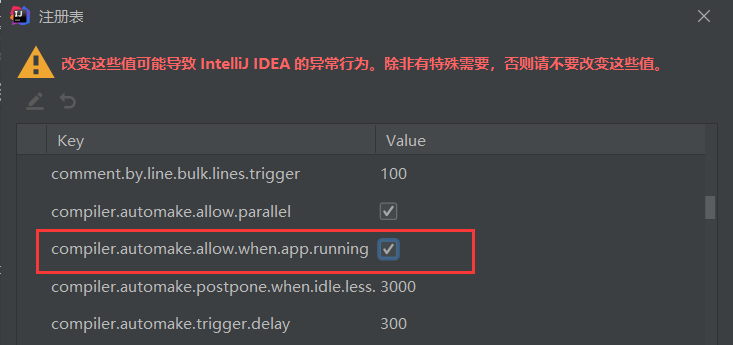 注册表
改变这些值可能导致 IntelliJ IDEA 的异常行为。除非有特殊需要，否则请不要改变这些值。
Key Value
comment.by.line.bulk.lines.trigger 100
compiler.automake.allow.parallel
compiler.automake.allow.when.app.running
compiler.automake.postpone.when.idle.less. 3000
compiler.automake.trigger.delay 300